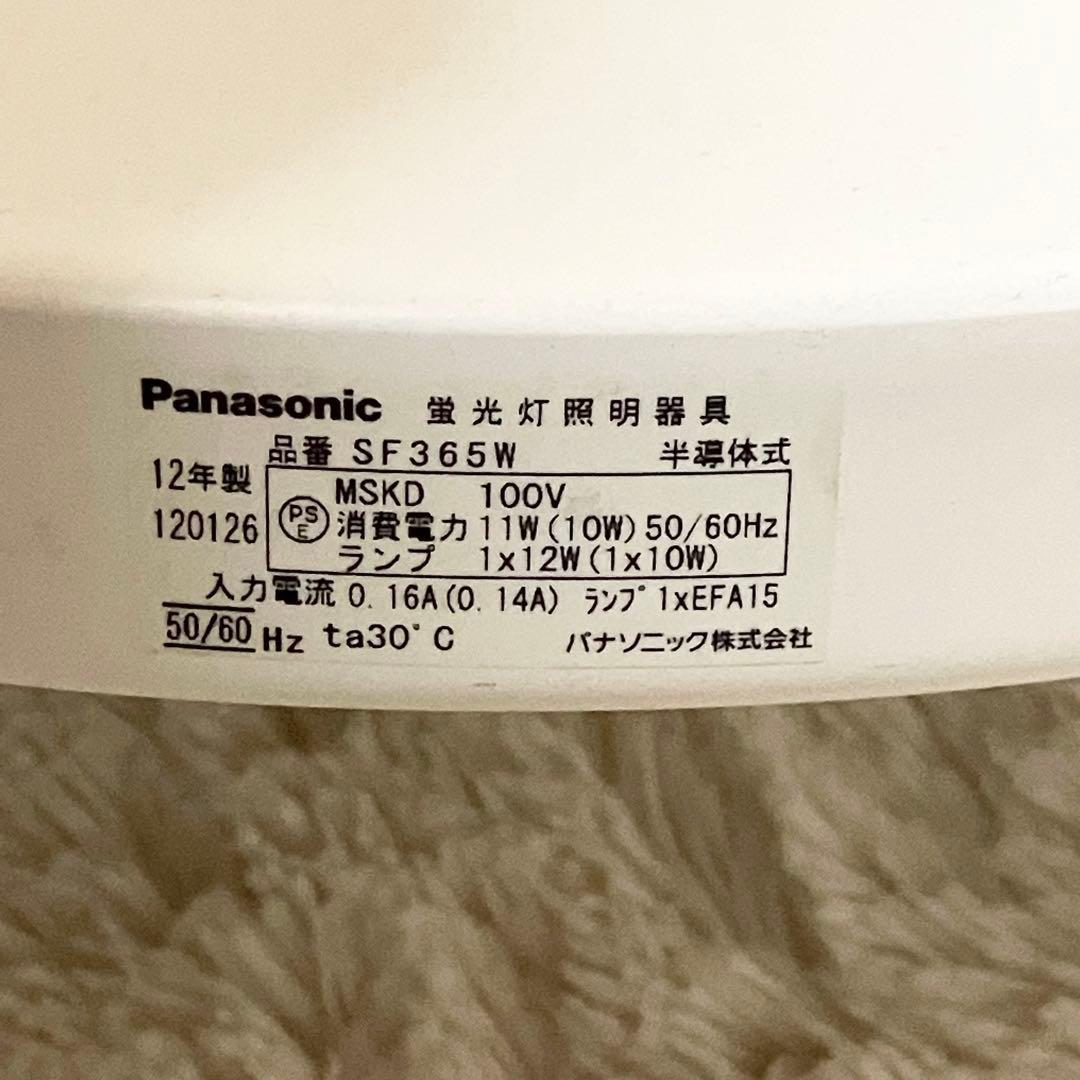 Panasonic 蛍光灯照明器具
品番 SF365W 半導体式
12年製
120126
PS E
MSKD 100V
消費電力 11W(10W) 50/60Hz
ランプ 1x12W(1x10W)
入力電流 0.16A(0.14A) ランプ 1xEFA15
50/60 Hz ta30°C パナソニック株式会社